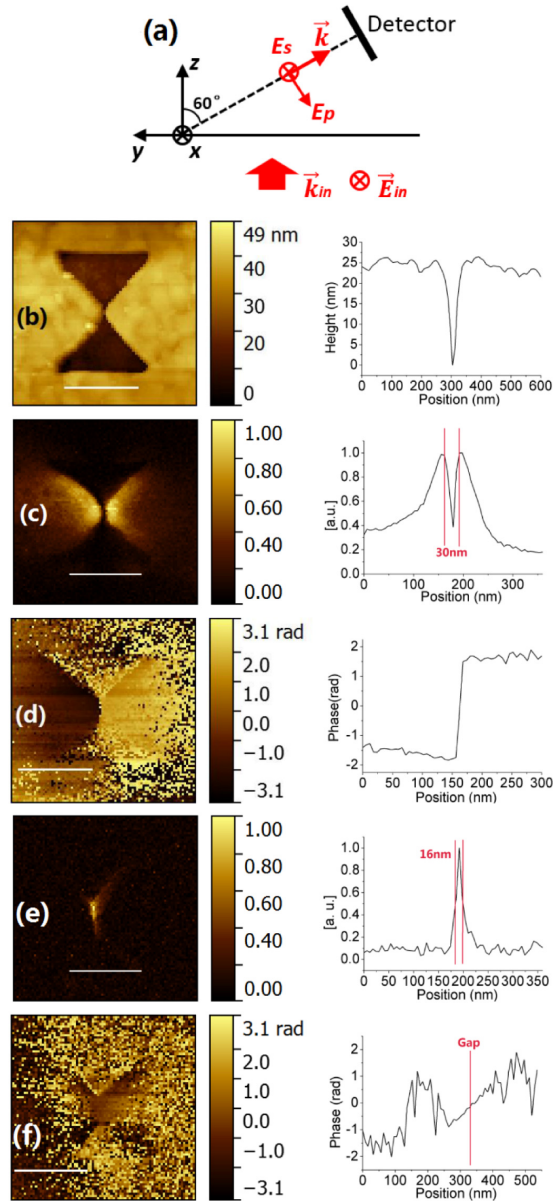 (a)
Detector
Es
k
z
60°
Ep
y
x
kin
Ein
(b)
49 nm
40
30
20
10
0
Height (nm)
30
25
20
15
10
5
0
0 100 200 300 400 500 600
Position (nm)
(c)
1.00
0.80
0.60
0.40
0.00
[a.u.]
1.0
0.8
0.6
0.4
0.2
0.0
30nm
0 100 200 300
Position (nm)
(d)
3.1 rad
2.0
1.0
0.0
−1.0
−3.1
Phase(rad)
2
1
0
-1
-2
0 50 100 150 200 250 300
Position (nm)
(e)
1.00
0.80
0.60
0.40
0.00
[a. u.]
1.0
0.8
0.6
0.4
0.2
0.0
16nm
0 50 100 150 200 250 300 350
Position (nm)
(f)
3.1 rad
2.0
1.0
0.0
−1.0
−3.1
Phase (rad)
2
1
0
-1
-2
Gap
0 50 100 150 200 250 300 350 400 450 500 550
Position (nm)